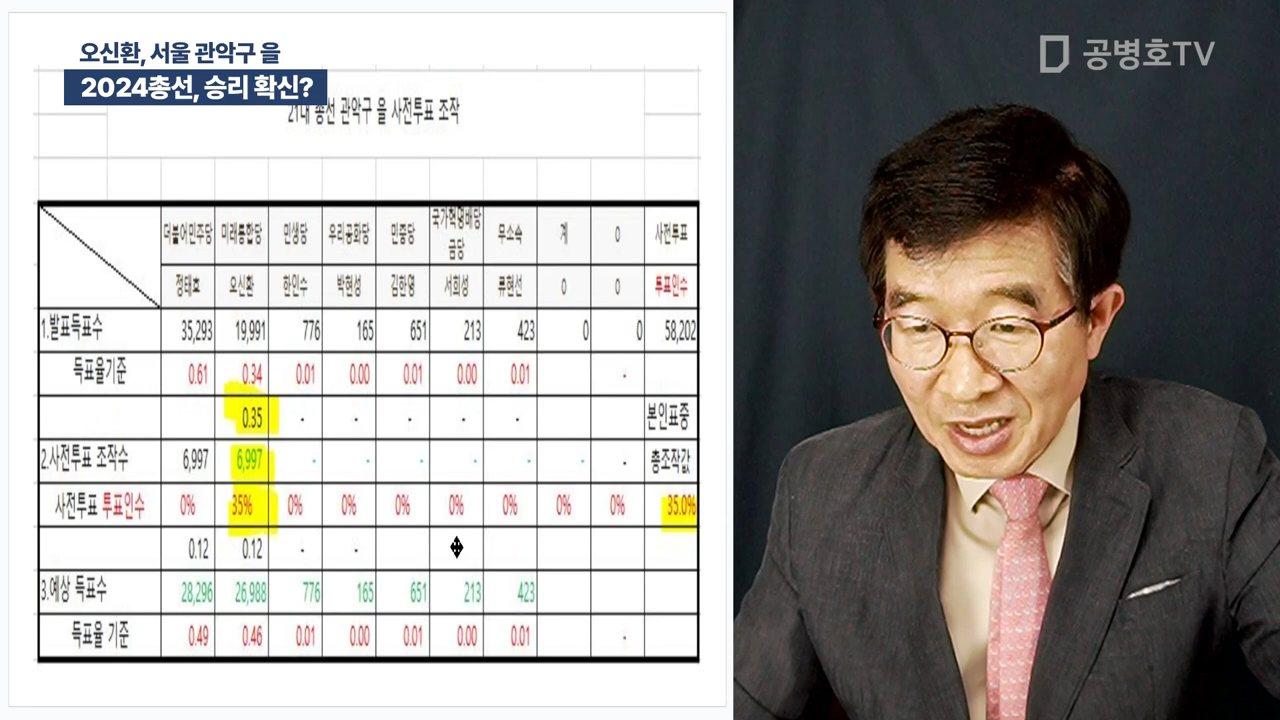 오신환, 서울 관악구 을
2024총선, 승리 확신?
공병호TV
21대 총선 관악구 을 사전투표 조작
더불어민주당 미래통합당 민생당 우리공화당 민중당 국가혁명배당금당 무소속 계 0 사전투표
정태호 오신환 한인수 박현성 김한영 서희성 류현선 0 0 투표인수
1.발표득표수 35,293 19,991 776 165 651 213 423 0 0 58,202
득표율기준 0.61 0.34 0.01 0.00 0.01 0.00 0.01 -
0.35 - - - - - 본인표중
2.사전투표 조작수 6,997 6,997 - - - - - - - 총조작값
사전투표 투표인수 0% 35% 0% 0% 0% 0% 0% 0% 0% 35.0%
0.12 0.12 - -
3.예상 득표수 28,296 26,988 776 165 651 213 423
득표율 기준 0.49 0.46 0.01 0.00 0.01 0.00 0.01 -